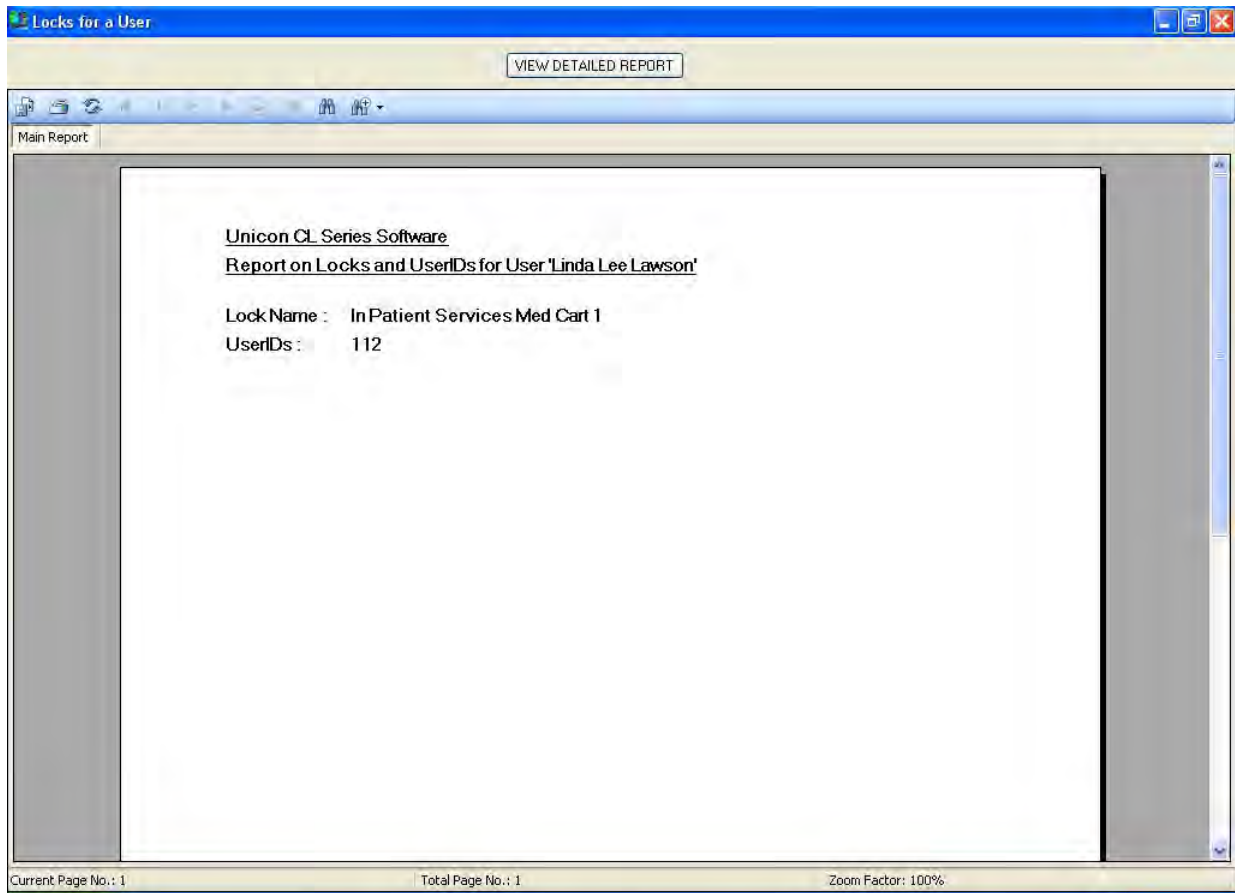 Locks for a User
VIEW DETAILED REPORT
Main Report
Unicon CL Series Software
Report on Locks and UserIDs for User 'Linda Lee Lawson'
Lock Name : In Patient Services Med Cart 1
UserIDs : 112
Current Page No.: 1 Total Page No.: 1 Zoom Factor: 100%